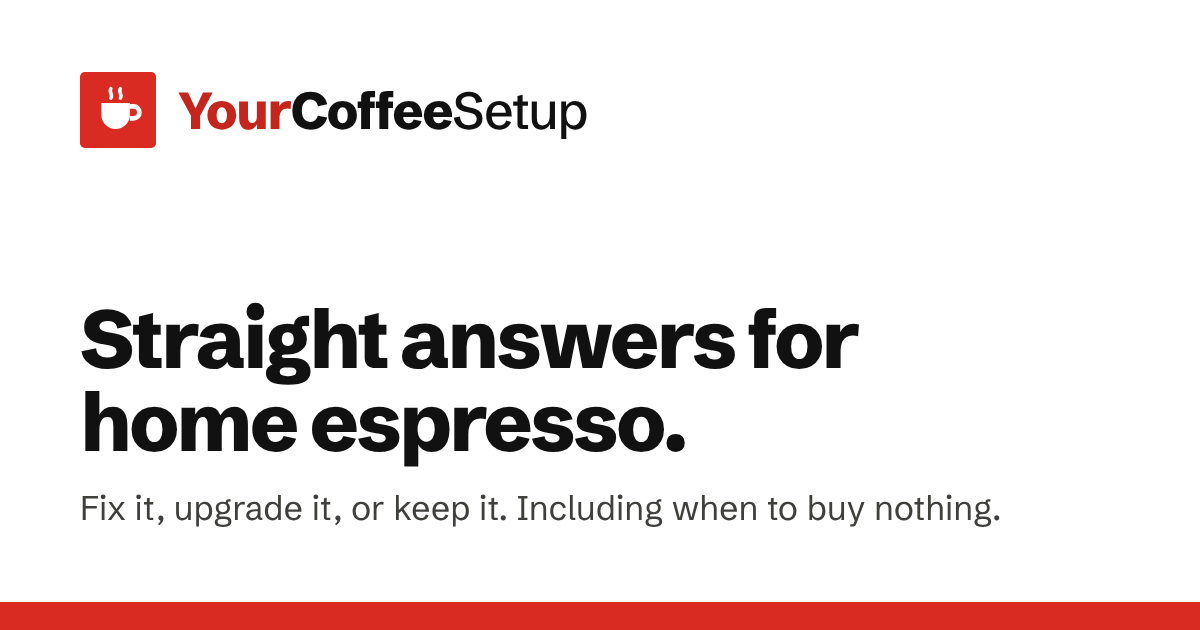 YourCoffeeSetup
Straight answers for
home espresso.
Fix it, upgrade it, or keep it. Including when to buy nothing.